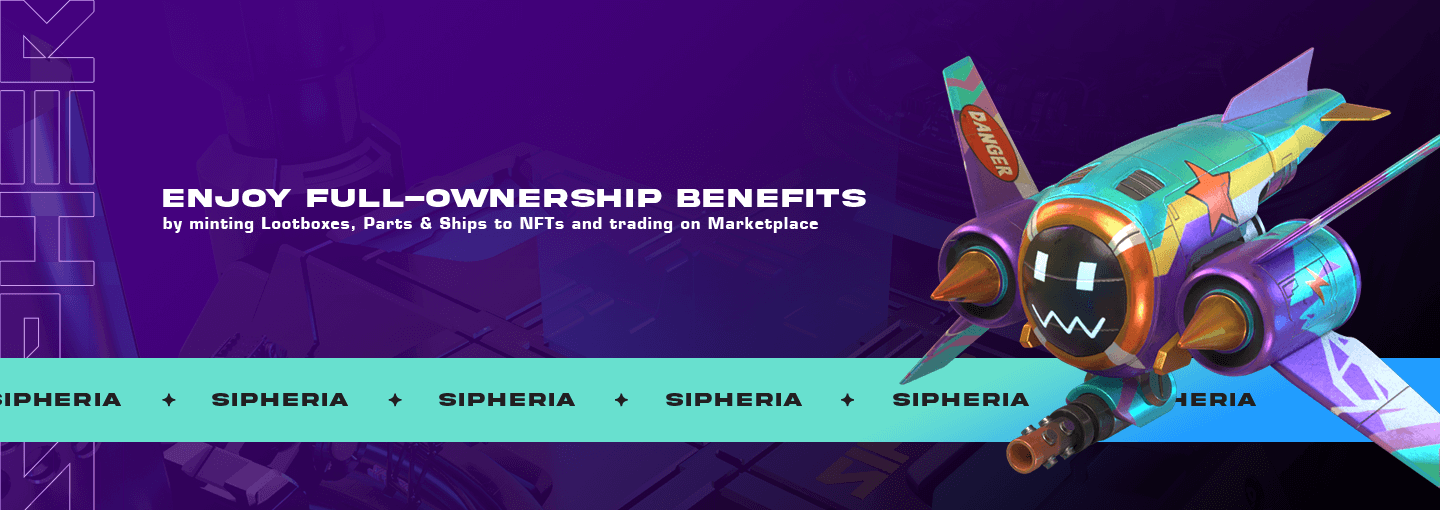 ENJOY FULL-OWNERSHIP BENEFITS
by minting Lootboxes, Parts & Ships to NFTs and trading on Marketplace
DANGER
SIPHERIA ✦ SIPHERIA ✦ SIPHERIA ✦ SIPHERIA ✦ SIPHERIA HERIA
SIPHER